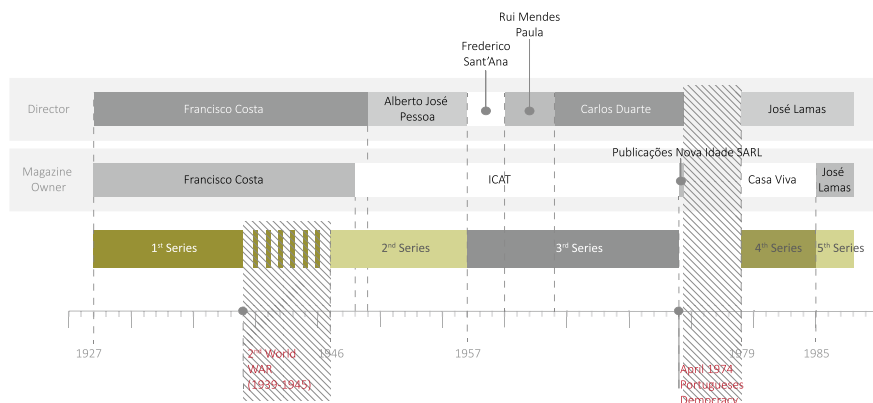 Rui Mendes
Paula
Frederico
Sant'Ana
Director
Francisco Costa
Alberto José
Pessoa
Carlos Duarte
José Lamas
Publicações Nova Idade SARL
Magazine
Owner
Francisco Costa
ICAT
Casa Viva
José
Lamas
1st Series
2nd Series
3rd Series
4th Series
5th Series
1927
2nd World
WAR
(1939-1945)
1946
1957
April 1974
Portugueses
Democracy
1979
1985